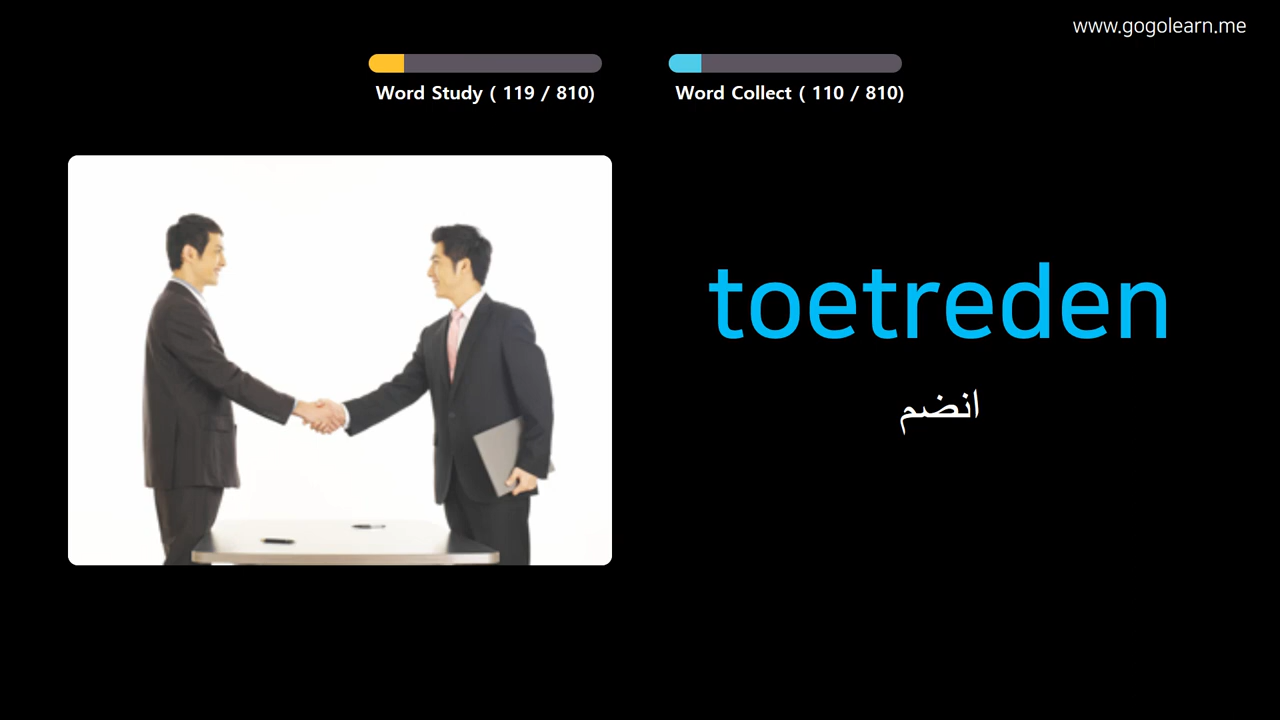 www.gogolearn.me
Word Study ( 119 / 810)
Word Collect ( 110 / 810)
toetreden
انضم